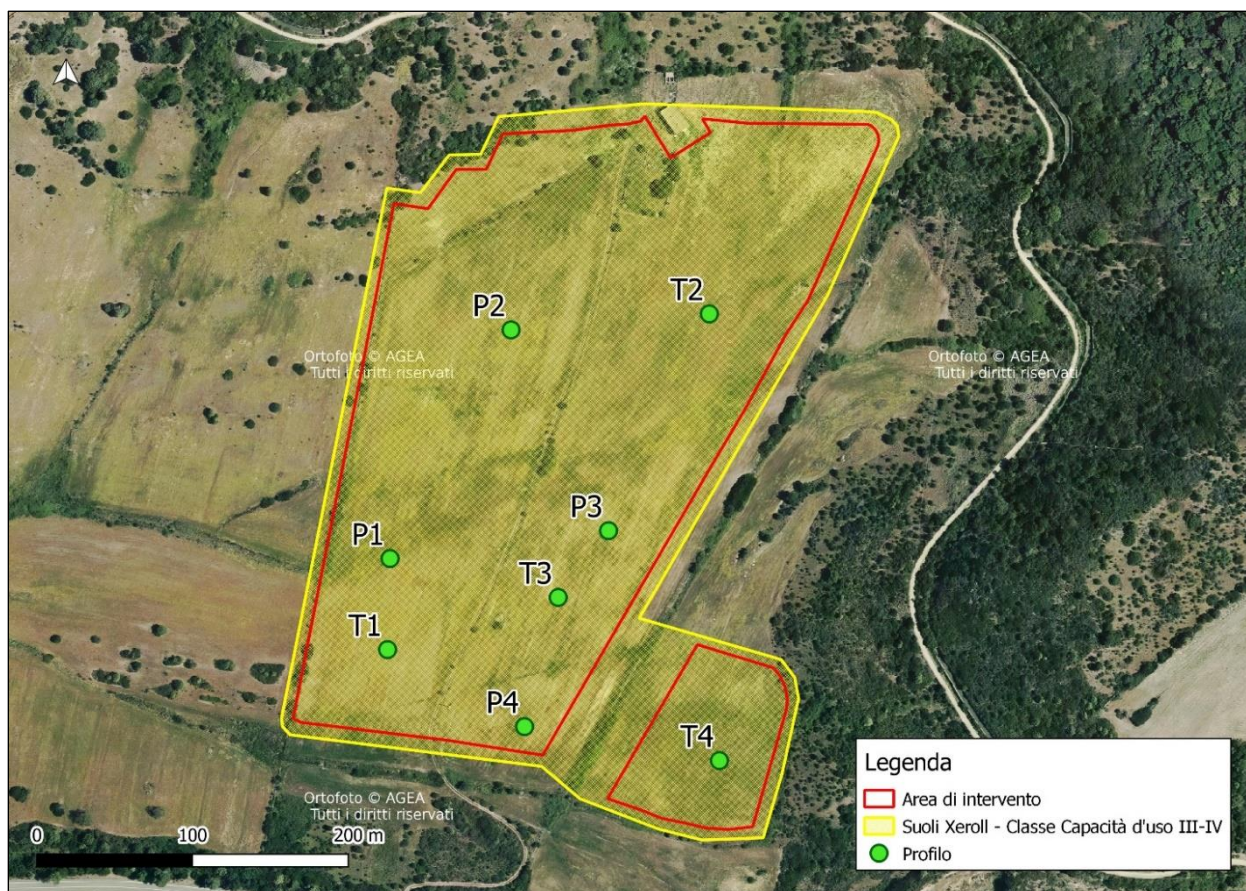 P2
T2
Ortofoto © AGEA
Tutti i diritti riservati
Ortofoto © AGEA
Tutti i diritti riservati
P3
P1
T3
T1
P4
T4
Ortofoto © AGEA
Tutti i diritti riservati
0 100 200 m
Legenda
Area di intervento
Suoli Xeroll - Classe Capacità d'uso III-IV
Profilo